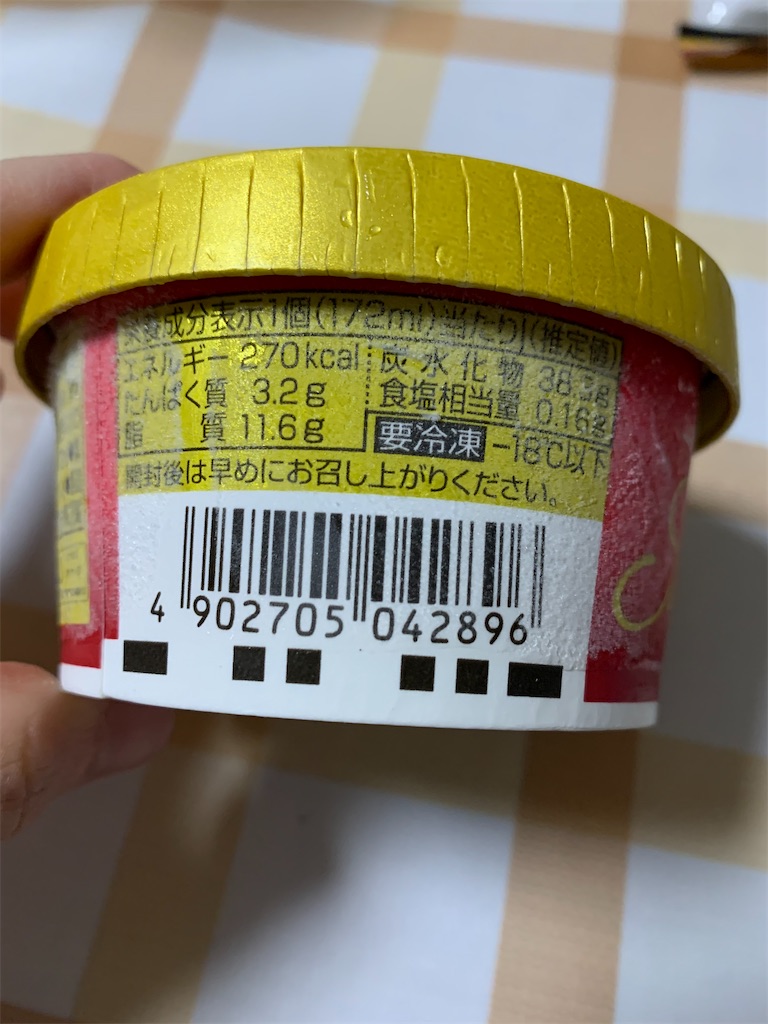 栄養成分表示1個(172ml)当たり(推定値)
エネルギー 270kcal 炭水化物 38.3g
たんぱく質 3.2g 食塩相当量 0.16g
脂質 11.6g 要冷凍 -18℃以下
開封後は早めにお召し上がりください。
4 902705 042896